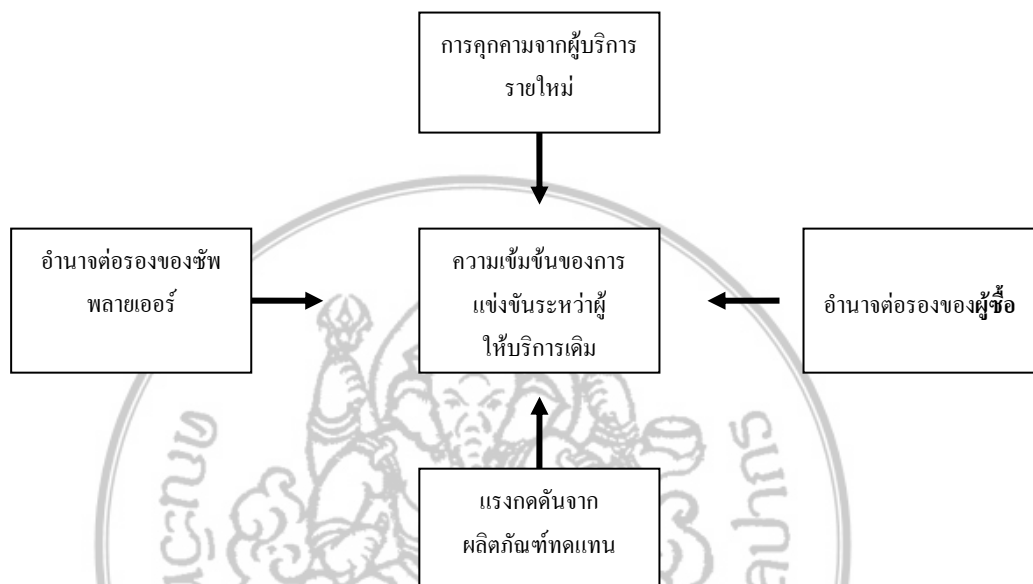 การคุกคามจากผู้บริการ
รายใหม่
อำนาจต่อรองของซัพ
พลายเออร์
ความเข้มข้นของการ
แข่งขันระหว่าผู้
ให้บริการเดิม
อำนาจต่อรองของผู้ซื้อ
แรงกดดันจาก
ผลิตภัณฑ์ทดแทน